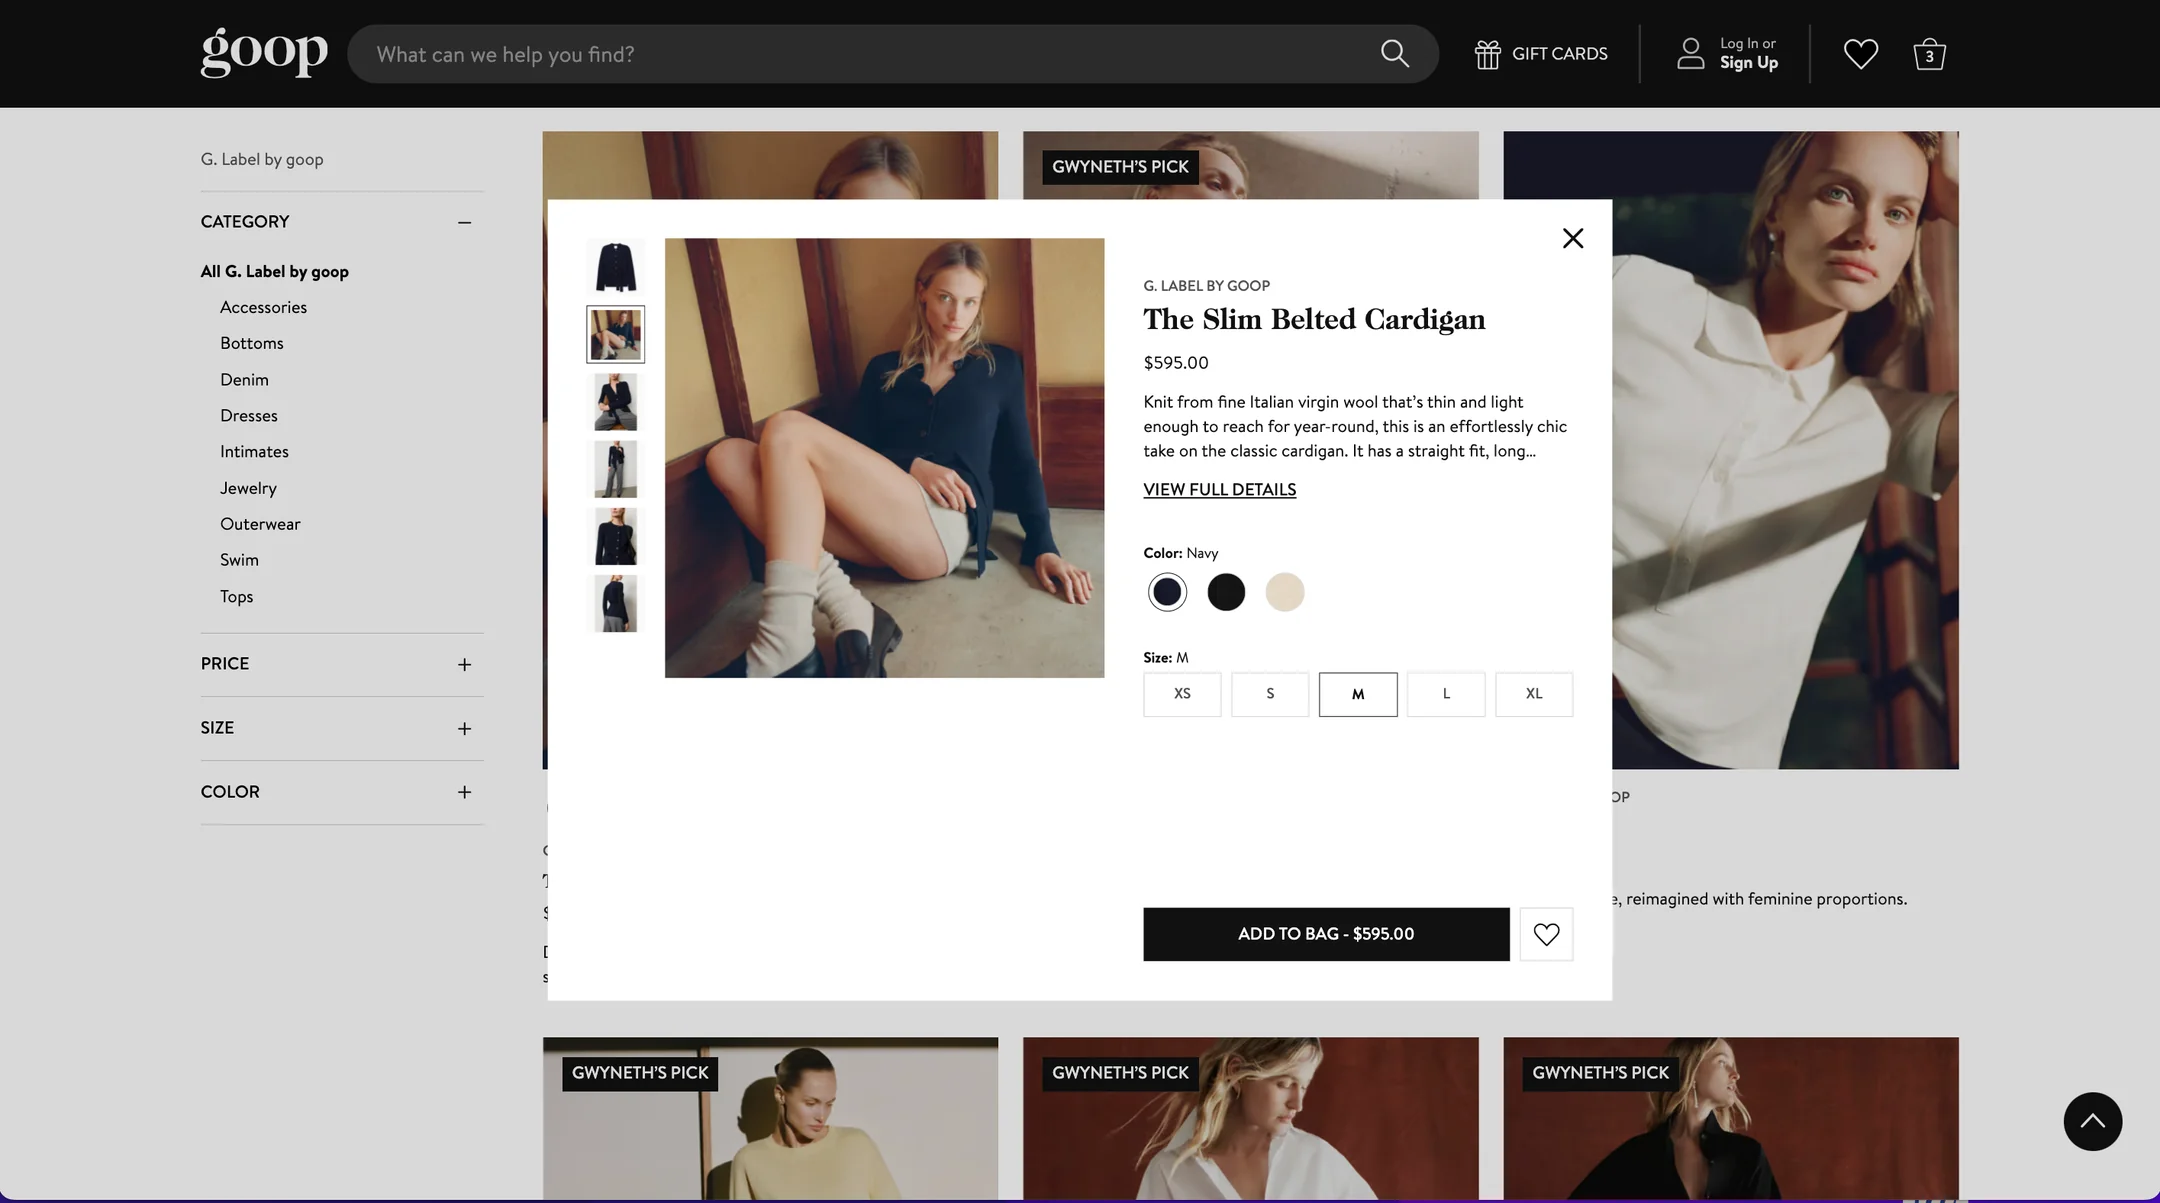 goop
What can we help you find?
GIFT CARDS
Log In or
Sign Up
3
G. Label by goop
CATEGORY
All G. Label by goop
Accessories
Bottoms
Denim
Dresses
Intimates
Jewelry
Outerwear
Swim
Tops
PRICE
SIZE
COLOR
GWYNETH'S PICK
G. LABEL BY GOOP
The Slim Belted Cardigan
$595.00
Knit from fine Italian virgin wool that's thin and light
enough to reach for year-round, this is an effortlessly chic
take on the classic cardigan. It has a straight fit, long...
VIEW FULL DETAILS
Color: Navy
Size: M
XS
S
M
L
XL
ADD TO BAG - $595.00
OP
e, reimagined with feminine proportions.
GWYNETH'S PICK
GWYNETH'S PICK
GWYNETH'S PICK